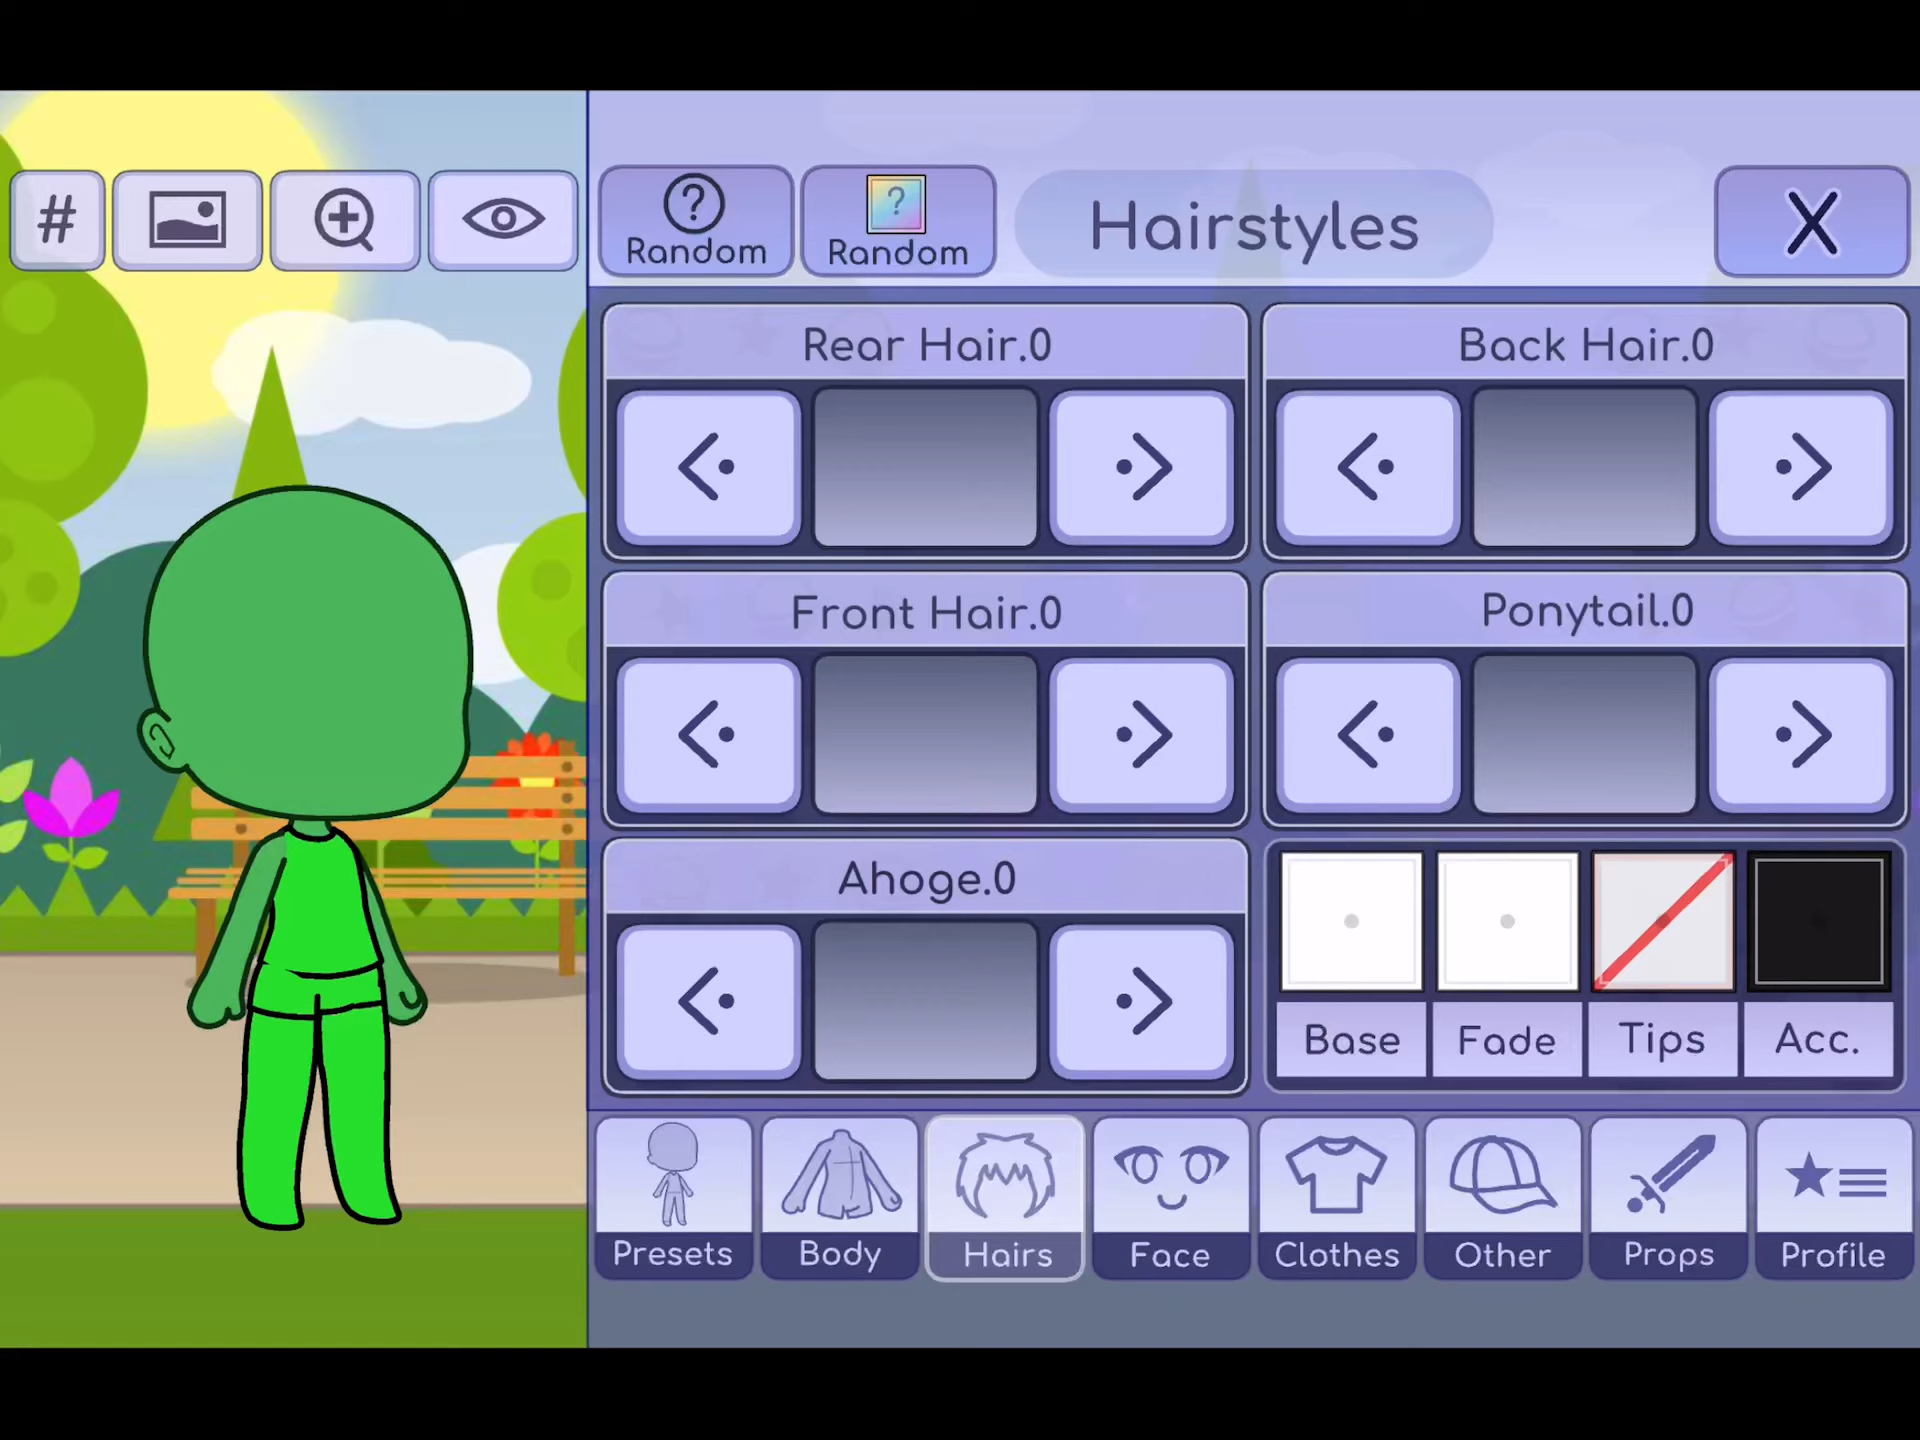 #
Random
Random
Hairstyles
X
Rear Hair.0
Back Hair.0
Front Hair.0
Ponytail.0
Ahoge.0
Base
Fade
Tips
Acc.
Presets
Body
Hairs
Face
Clothes
Other
Props
Profile